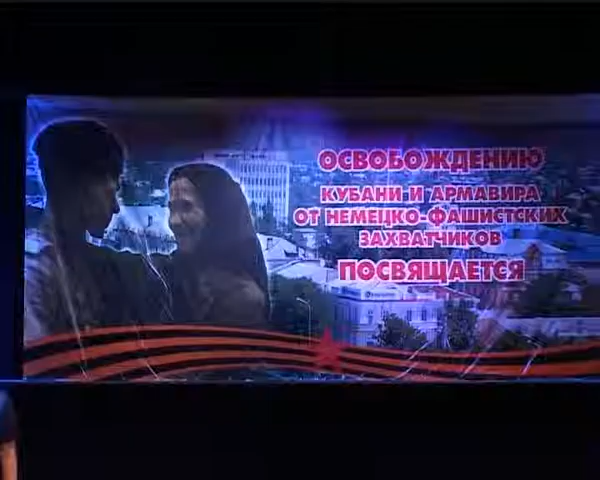 ОСВОБОЖДЕНИЮ
КУБАНИ И АРМАВИРА
ОТ НЕМЕЦКО-ФАШИСТСКИХ
ЗАХВАТЧИКОВ
ПОСВЯЩАЕТСЯ